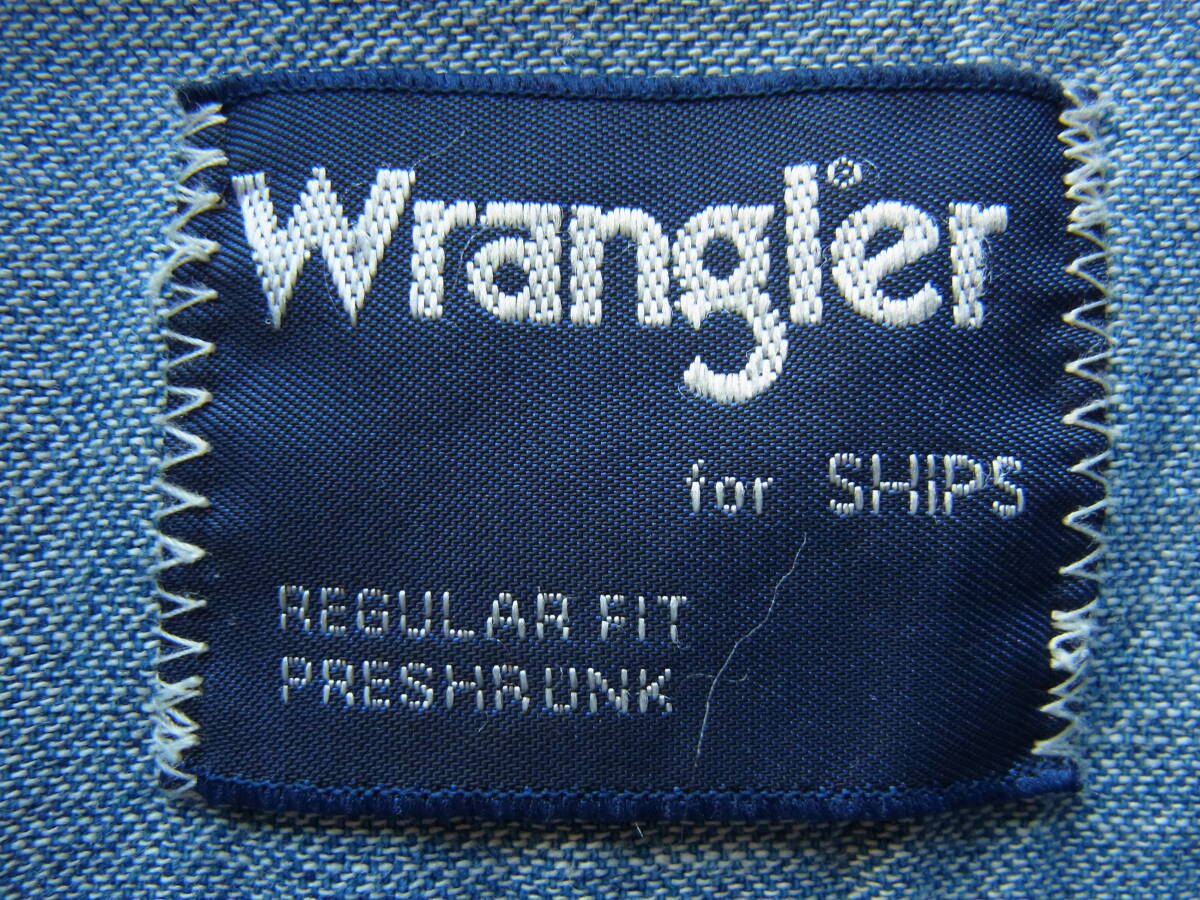 Wrangler®
for SHIPS
REGULAR FIT
PRESHRUNK